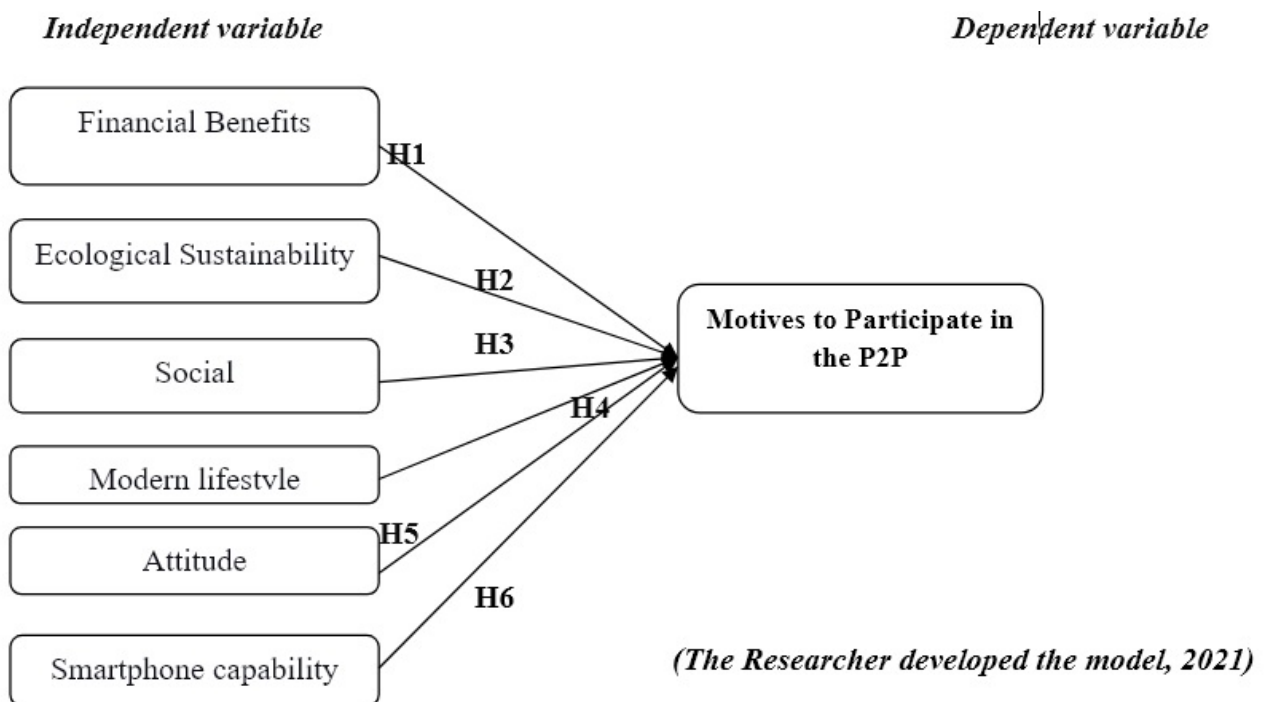 Independent variable
Dependent variable
Financial Benefits
H1
Ecological Sustainability
H2
H3
Social
Motives to Participate in
the P2P
H4
Modern lifestyle
H5
Attitude
H6
Smartphone capability
(The Researcher developed the model, 2021)